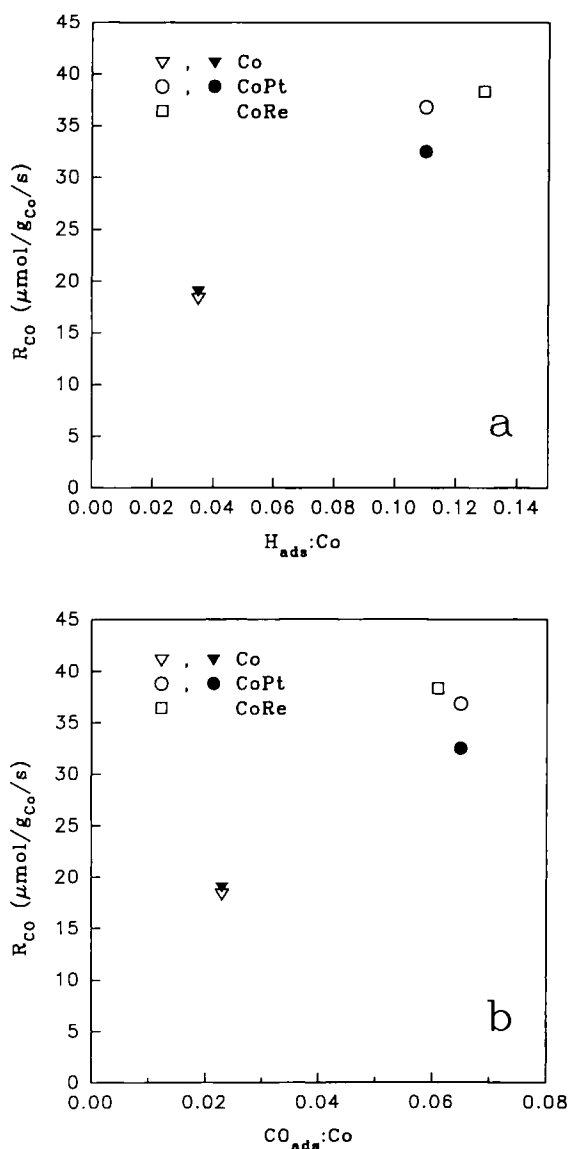 45
40
35
30
25
20
15
10
5
0
R_CO (μmol/g_Co/s)
▽ , ▼ Co
○ , ● CoPt
□ CoRe
a
0.00 0.02 0.04 0.06 0.08 0.10 0.12 0.14
H_ads:Co
45
40
35
30
25
20
15
10
5
0
R_CO (μmol/g_Co/s)
▽ , ▼ Co
○ , ● CoPt
□ CoRe
b
0.00 0.02 0.04 0.06 0.08
CO_ads:Co